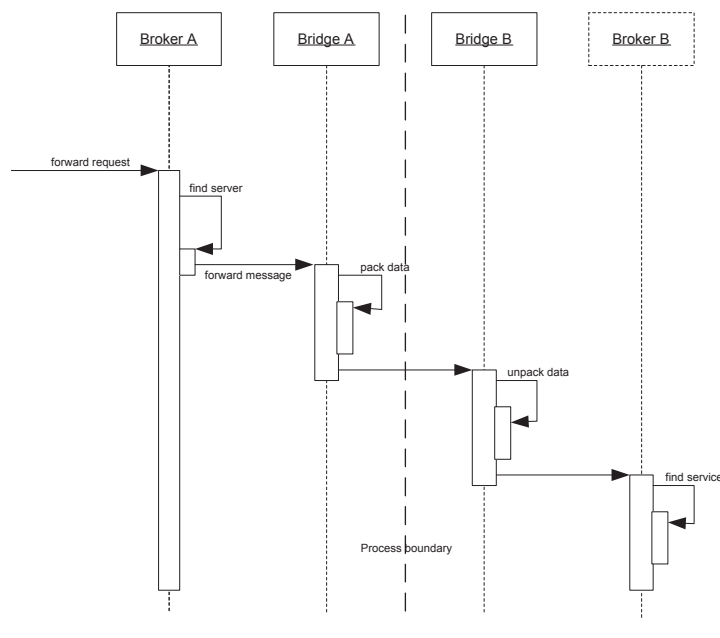 Broker A
Bridge A
Bridge B
Broker B
forward request
find server
forward message
pack data
unpack data
find service
Process boundary